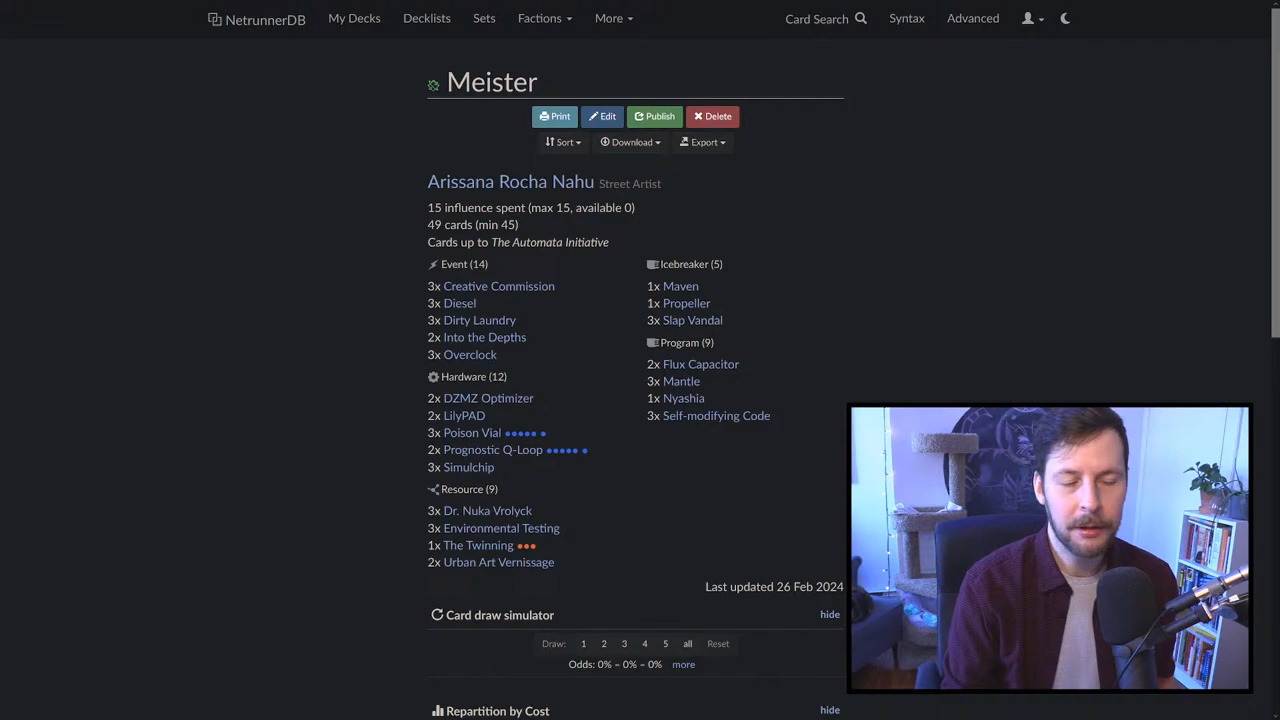 NetrunnerDB My Decks Decklists Sets Factions More Card Search Syntax Advanced
Meister
Print Edit Publish Delete
Sort Download Export
Arissana Rocha Nahu Street Artist
15 influence spent (max 15, available 0)
49 cards (min 45)
Cards up to The Automata Initiative
Event (14)
3x Creative Commission
3x Diesel
3x Dirty Laundry
2x Into the Depths
3x Overclock
Hardware (12)
2x DZMZ Optimizer
2x LilyPAD
3x Poison Vial
2x Prognostic Q-Loop
3x Simulchip
Resource (9)
3x Dr. Nuka Vrolyck
3x Environmental Testing
1x The Twinning
2x Urban Art Vernissage
Icebreaker (5)
1x Maven
1x Propeller
3x Slap Vandal
Program (9)
2x Flux Capacitor
3x Mantle
1x Nyashia
3x Self-modifying Code
Last updated 26 Feb 2024
Card draw simulator hide
Draw: 1 2 3 4 5 all Reset
Odds: 0% – 0% – 0% more
Repartition by Cost hide